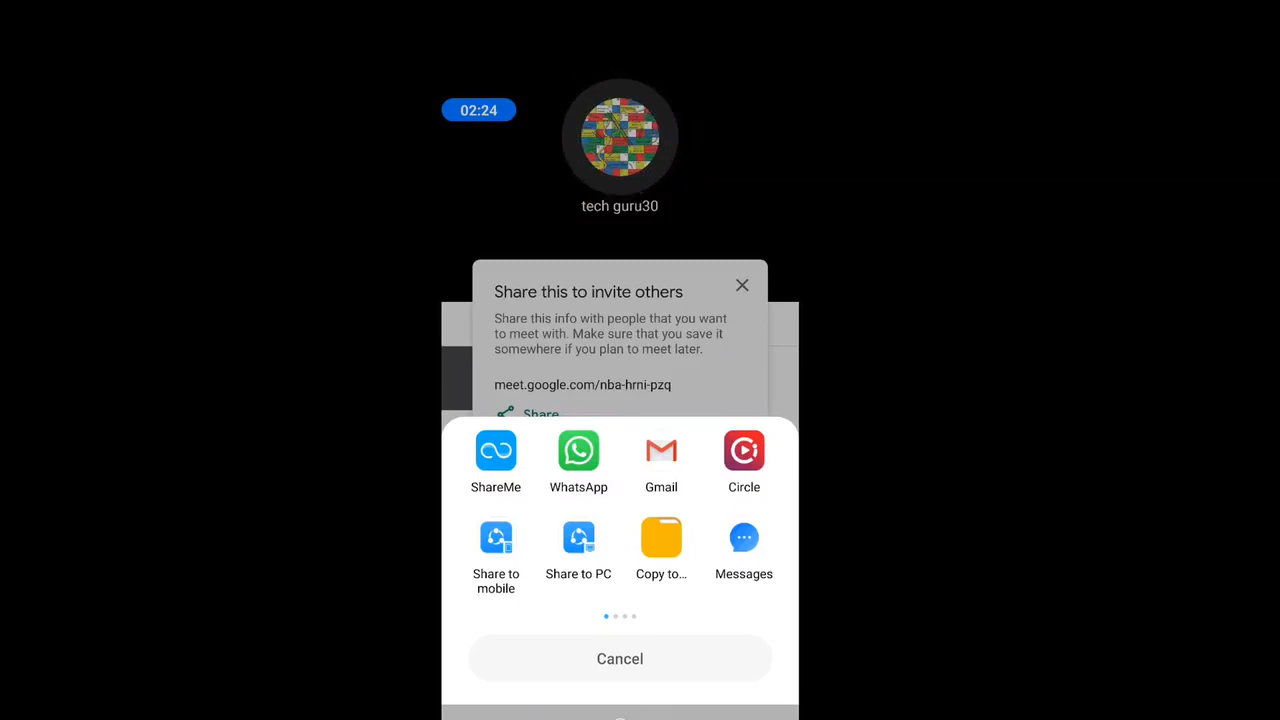 02:24
tech guru30
Share this to invite others
Share this info with people that you want
to meet with. Make sure that you save it
somewhere if you plan to meet later.
meet.google.com/nba-hrni-pzq
Share
ShareMe
WhatsApp
Gmail
Circle
Share to
mobile
Share to PC
Copy to...
Messages
Cancel